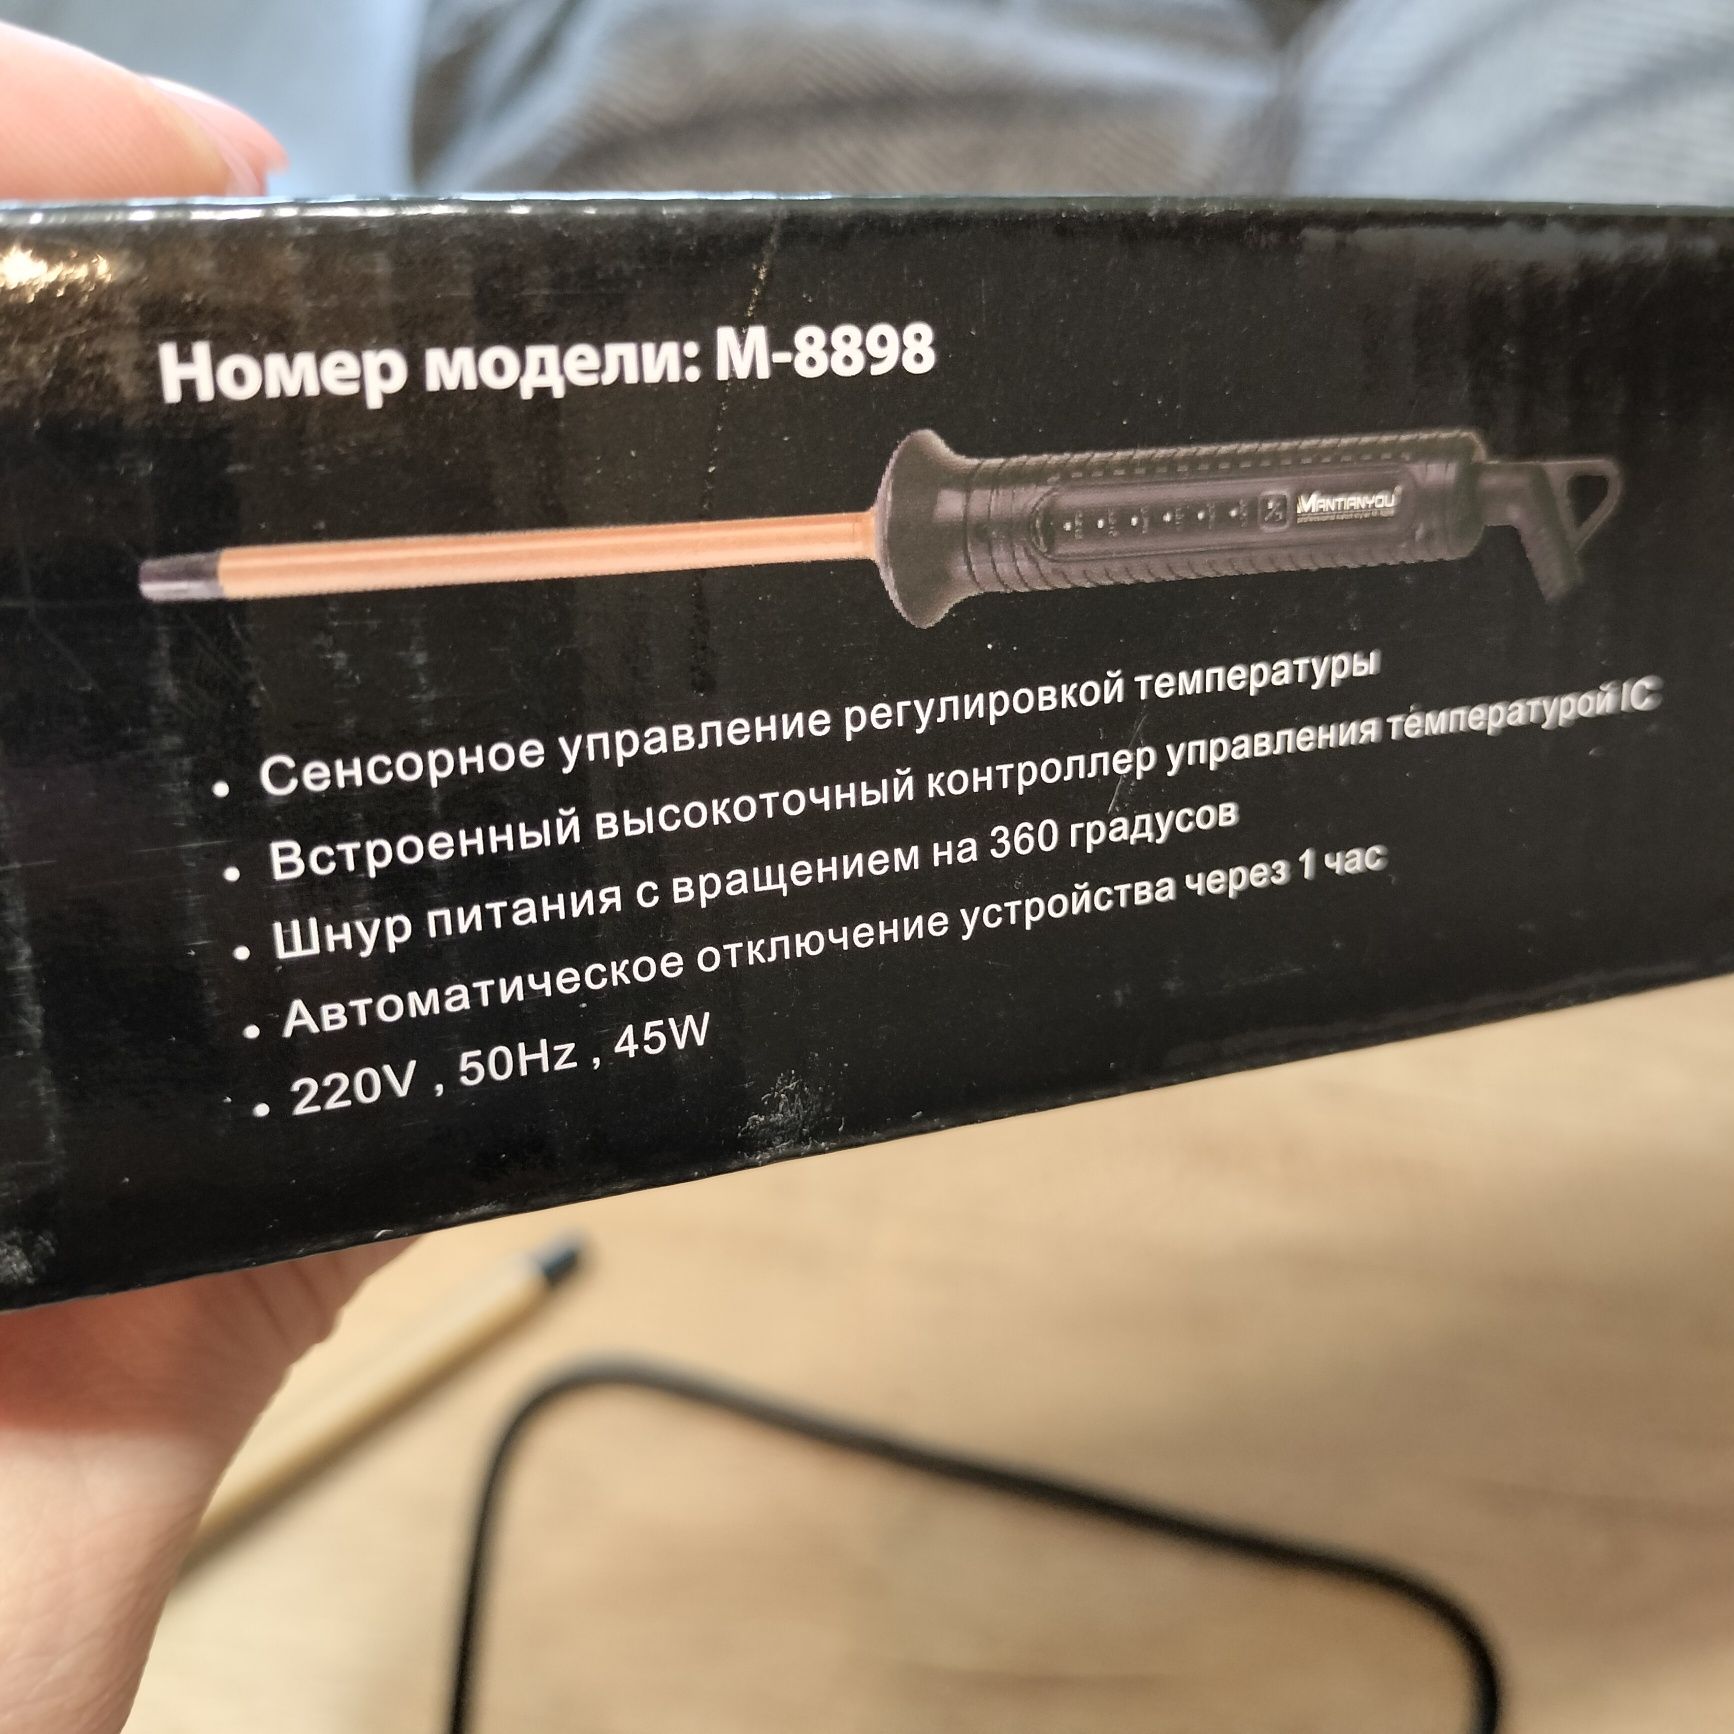 Номер модели: М-8898
MANTIANYOU
• Сенсорное управление регулировкой температуры
• Встроенный высокоточный контроллер управления температурой IC
• Шнур питания с вращением на 360 градусов
• Автоматическое отключение устройства через 1 час
• 220V , 50Hz , 45W